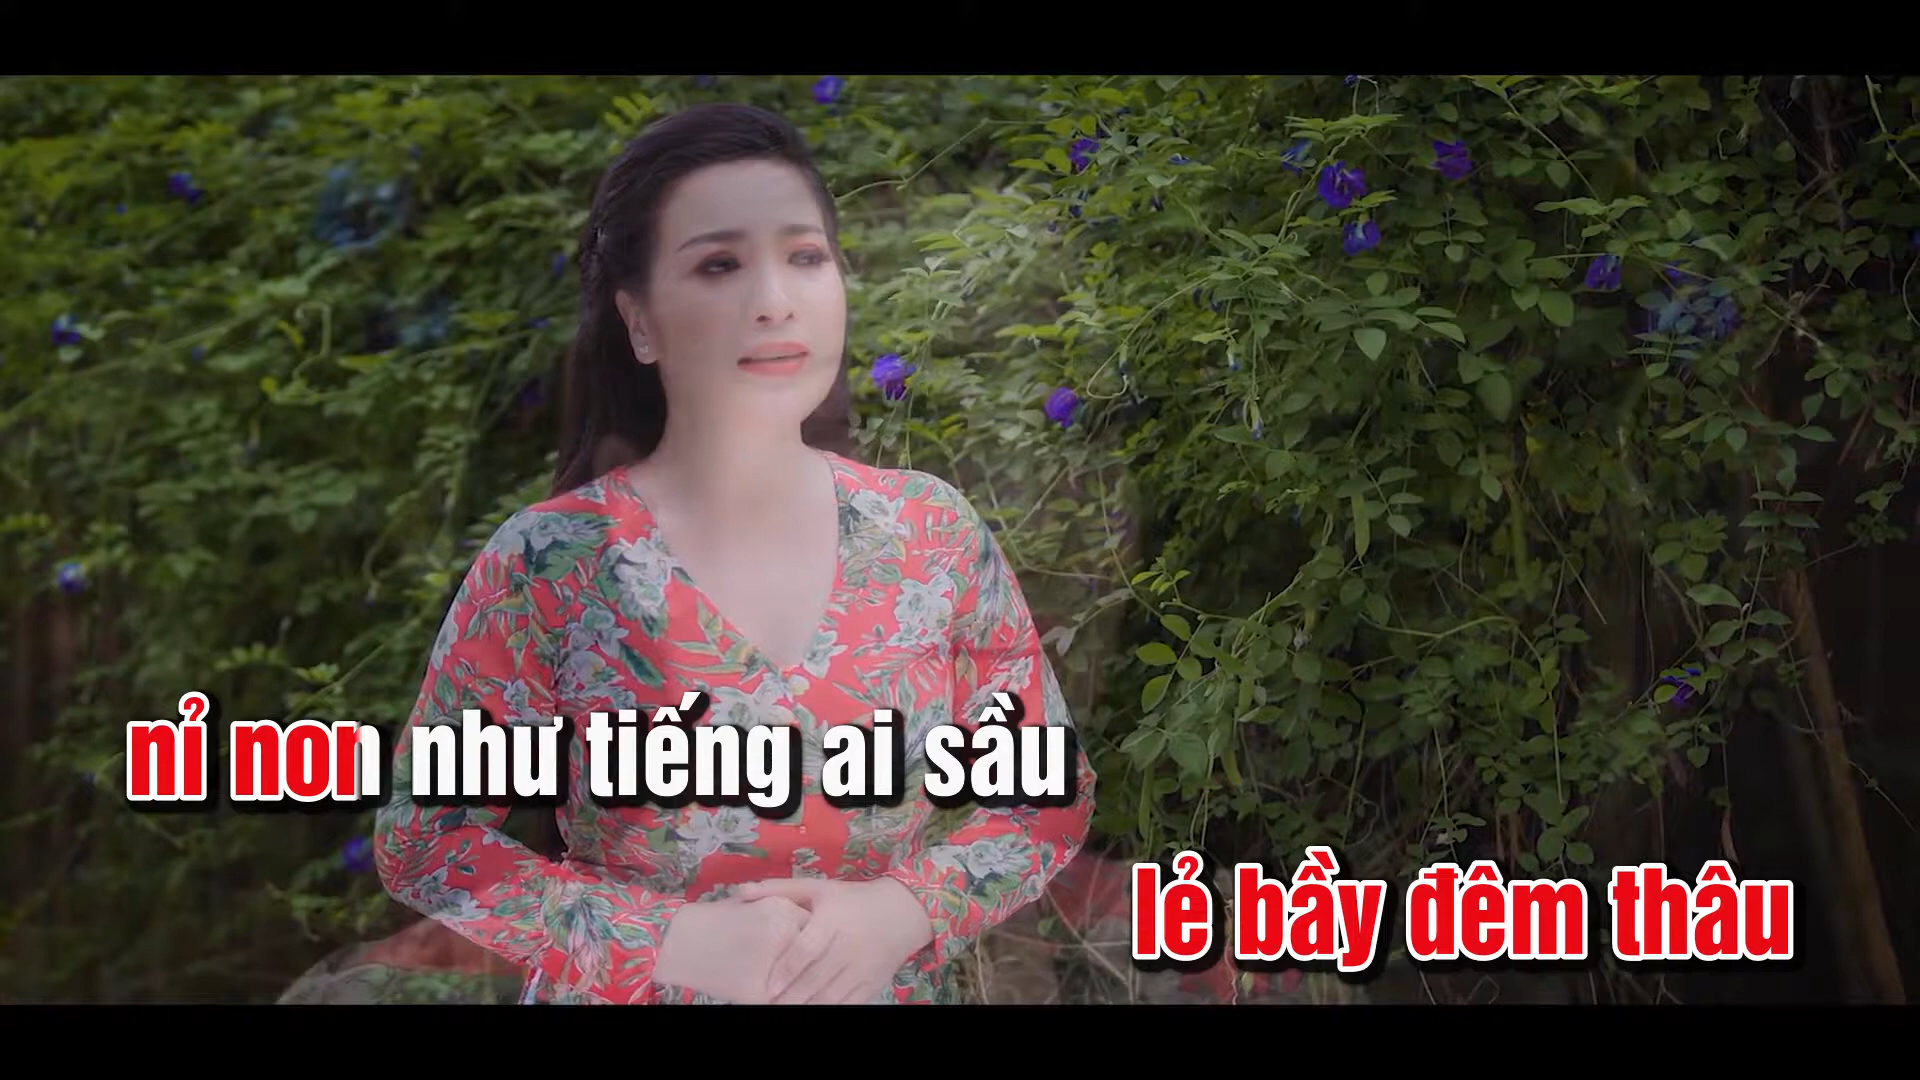 nỉ non như tiếng ai sầu
lẻ bầy đêm thâu